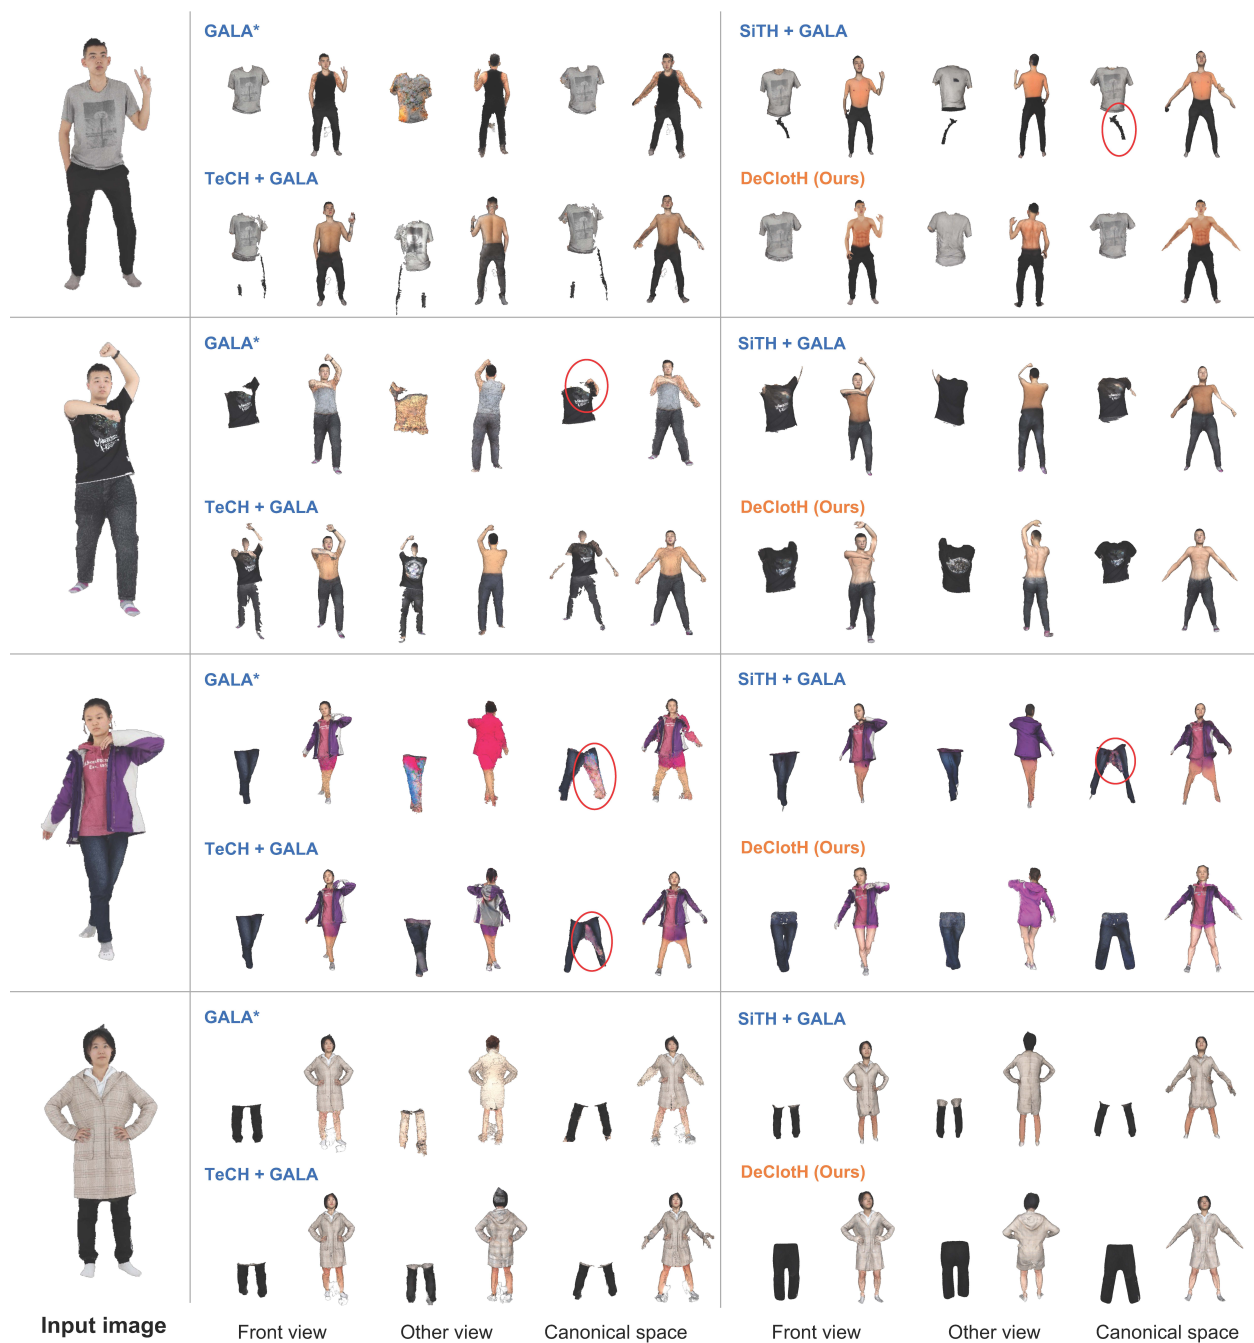 GALA*
SiTH + GALA
TeCH + GALA
DeClotH (Ours)
GALA*
SiTH + GALA
TeCH + GALA
DeClotH (Ours)
GALA*
SiTH + GALA
TeCH + GALA
DeClotH (Ours)
GALA*
SiTH + GALA
TeCH + GALA
DeClotH (Ours)
Input image
Front view
Other view
Canonical space
Front view
Other view
Canonical space